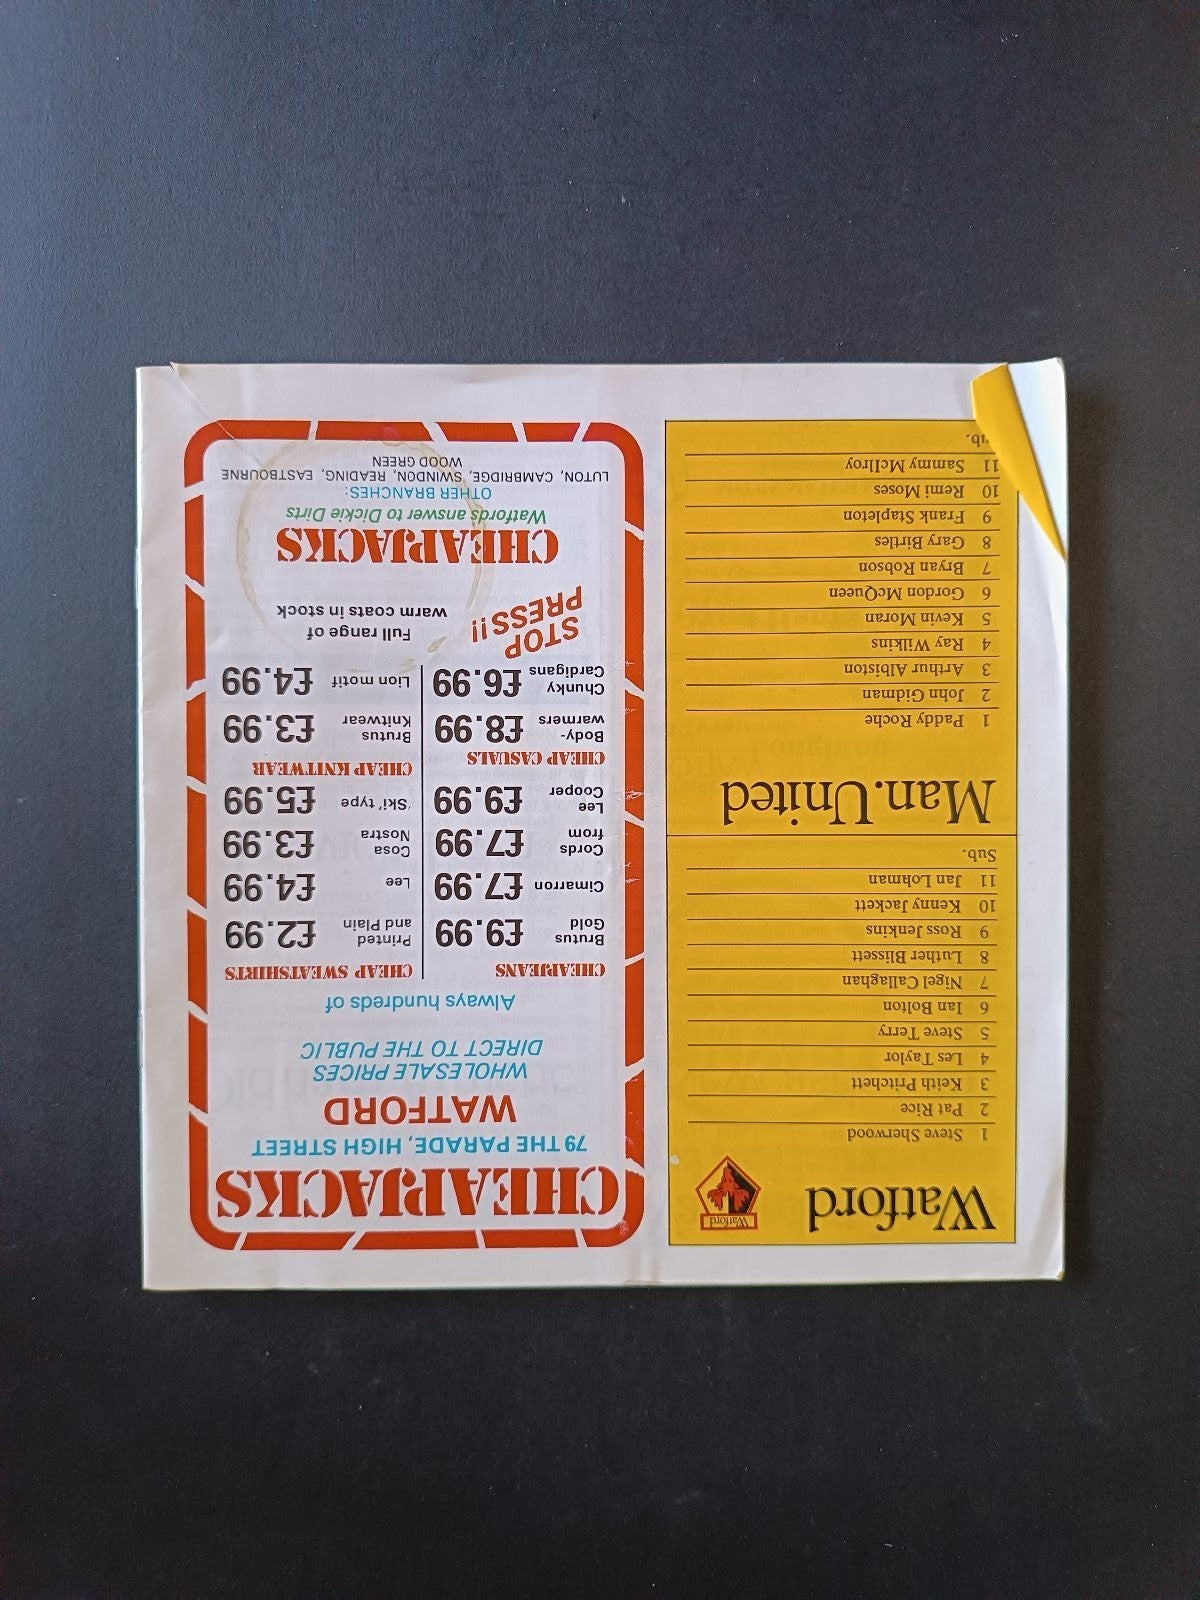 Watford
Watford
1 Steve Sherwood
2 Pat Rice
3 Keith Pritchett
4 Les Taylor
5 Steve Terry
6 Ian Bolton
7 Nigel Callaghan
8 Luther Blissett
9 Ross Jenkins
10 Kenny Jackett
11 Jan Lohman
Sub.
Man.United
1 Paddy Roche
2 John Gidman
3 Arthur Albiston
4 Ray Wilkins
5 Kevin Moran
6 Gordon McQueen
7 Bryan Robson
8 Gary Birtles
9 Frank Stapleton
10 Remi Moses
11 Sammy McIlroy
ub.
CHEAPJACKS
79 THE PARADE, HIGH STREET
WATFORD
WHOLESALE PRICES
DIRECT TO THE PUBLIC
Always hundreds of
CHEAPJEANS
Brutus
Gold £9.99
Cimarron £7.99
Cords
from £7.99
Lee
Cooper £9.99
CHEAP CASUALS
Body-
warmers £8.99
Chunky
Cardigans £6.99
CHEAP SWEATSHIRTS
Printed
and Plain £2.99
Lee £4.99
Cosa
Nostra £3.99
'Ski' type £5.99
CHEAP KNITWEAR
Brutus
Knitwear £3.99
Lion motif £4.99
STOP
PRESS!!
Full range of
warm coats in stock
CHEAPJACKS
Watfords answer to Dickie Dirts
OTHER BRANCHES:
LUTON, CAMBRIDGE, SWINDON, READING, EASTBOURNE
WOOD GREEN